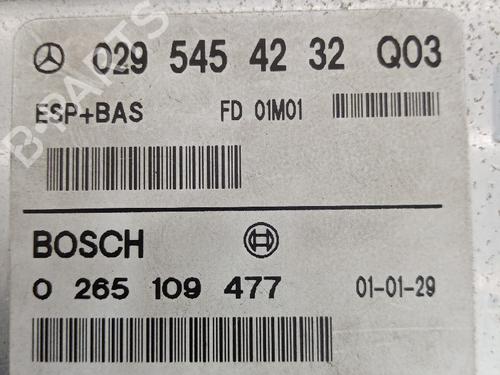 029 545 42 32 Q03
ESP+BAS FD 01M01
BOSCH
0 265 109 477 01-01-29
B-PARTS